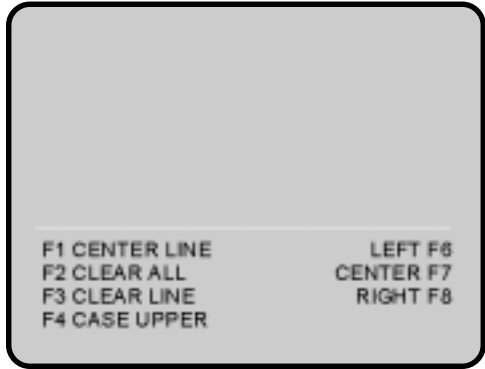 F1 CENTER LINE LEFT F6
F2 CLEAR ALL CENTER F7
F3 CLEAR LINE RIGHT F8
F4 CASE UPPER